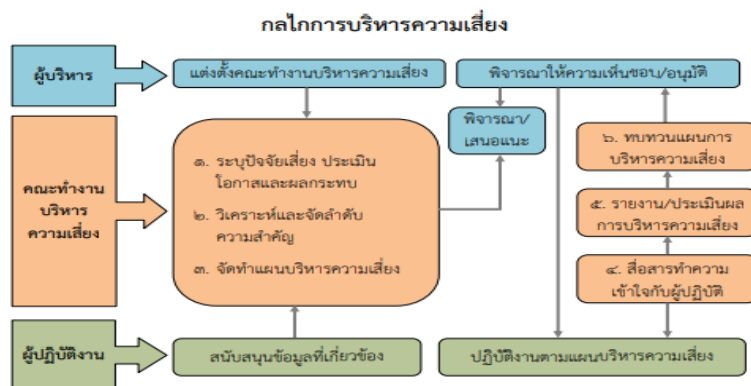 กลไกการบริหารความเสี่ยง
ผู้บริหาร
แต่งตั้งคณะทำงานบริหารความเสี่ยง
พิจารณาให้ความเห็นชอบ/อนุมัติ
พิจารณา/
เสนอแนะ
คณะทำงาน
บริหาร
ความเสี่ยง
๑. ระบุปัจจัยเสี่ยง ประเมิน
โอกาสและผลกระทบ
๒. วิเคราะห์และจัดลำดับ
ความสำคัญ
๓. จัดทำแผนบริหารความเสี่ยง
๖. ทบทวนแผนการ
บริหารความเสี่ยง
๕. รายงาน/ประเมินผล
การบริหารความเสี่ยง
๔. สื่อสารทำความ
เข้าใจกับผู้ปฏิบัติ
ผู้ปฏิบัติงาน
สนับสนุนข้อมูลที่เกี่ยวข้อง
ปฏิบัติงานตามแผนบริหารความเสี่ยง